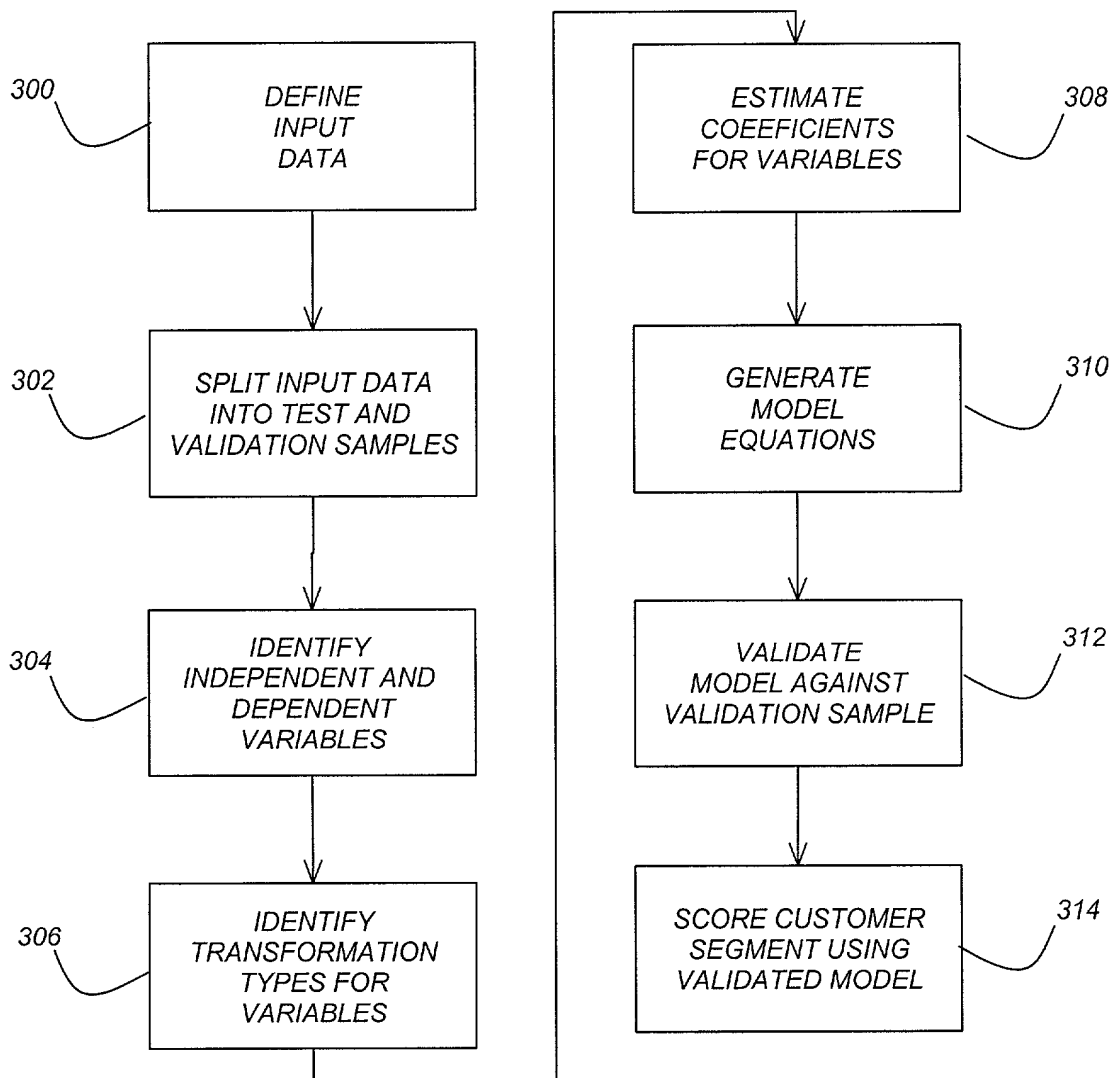 300
DEFINE
INPUT
DATA
302
SPLIT INPUT DATA
INTO TEST AND
VALIDATION SAMPLES
304
IDENTIFY
INDEPENDENT AND
DEPENDENT
VARIABLES
306
IDENTIFY
TRANSFORMATION
TYPES FOR
VARIABLES
ESTIMATE
COEEFICIENTS
FOR VARIABLES
308
GENERATE
MODEL
EQUATIONS
310
VALIDATE
MODEL AGAINST
VALIDATION SAMPLE
312
SCORE CUSTOMER
SEGMENT USING
VALIDATED MODEL
314